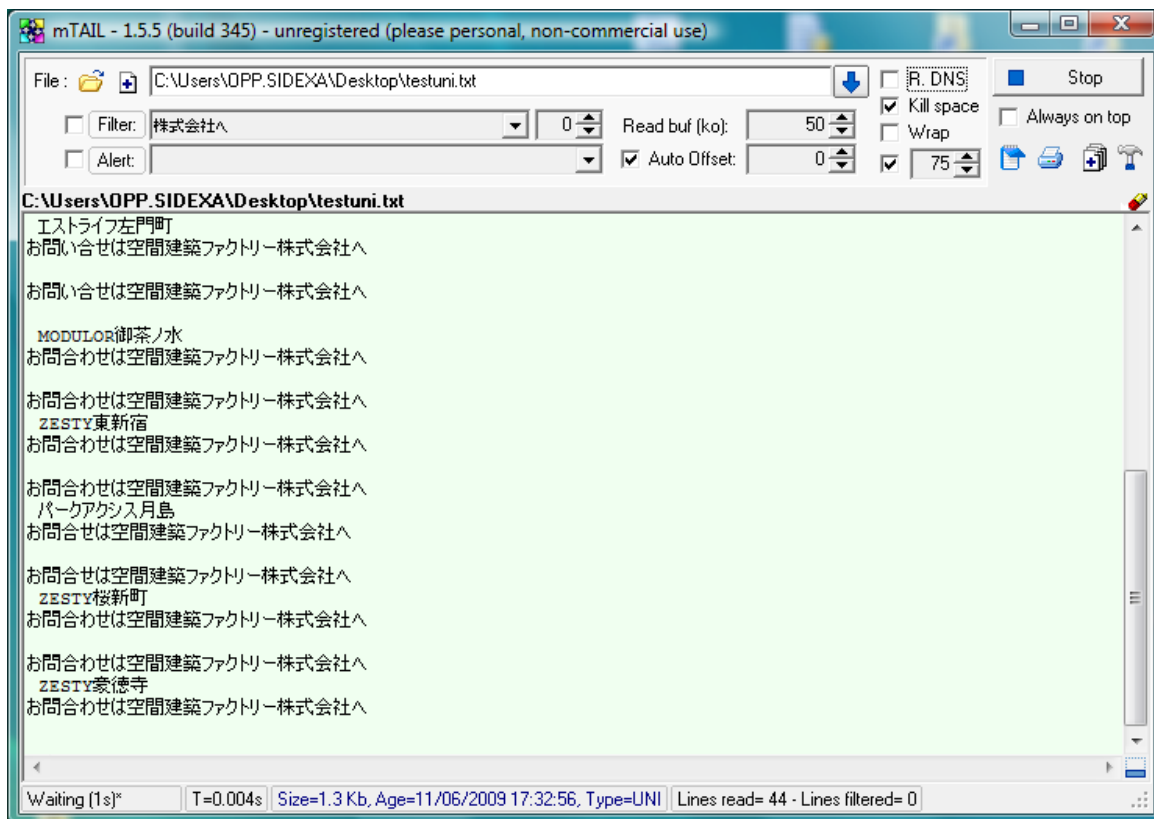 mTAIL - 1.5.5 (build 345) - unregistered (please personal, non-commercial use)
File : C:\Users\OPP.SIDEXA\Desktop\testuni.txt R. DNS Stop
Kill space
Filter: 株式会社へ 0 Read buf (ko): 50 Wrap Always on top
Alert: Auto Offset: 0 75
C:\Users\OPP.SIDEXA\Desktop\testuni.txt
エストライフ左門町
お問い合せは空間建築ファクトリー株式会社へ
お問い合せは空間建築ファクトリー株式会社へ
MODULOR御茶ノ水
お問合わせは空間建築ファクトリー株式会社へ
お問合わせは空間建築ファクトリー株式会社へ
ZESTY東新宿
お問合わせは空間建築ファクトリー株式会社へ
お問合わせは空間建築ファクトリー株式会社へ
パークアクシス月島
お問合せは空間建築ファクトリー株式会社へ
お問合せは空間建築ファクトリー株式会社へ
ZESTY桜新町
お問合わせは空間建築ファクトリー株式会社へ
お問合わせは空間建築ファクトリー株式会社へ
ZESTY豪徳寺
お問合わせは空間建築ファクトリー株式会社へ
Waiting (1s)* T=0.004s Size=1.3 Kb, Age=11/06/2009 17:32:56, Type=UNI Lines read= 44 - Lines filtered= 0